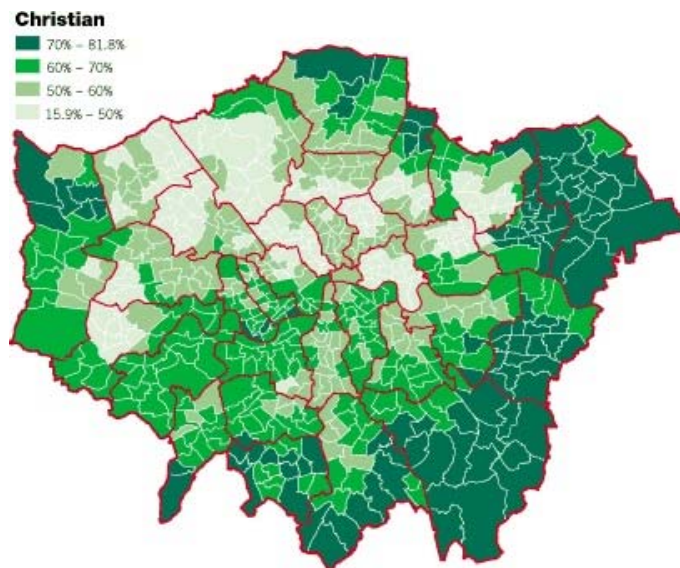 Christian
70% – 81.8%
60% – 70%
50% – 60%
15.9% – 50%